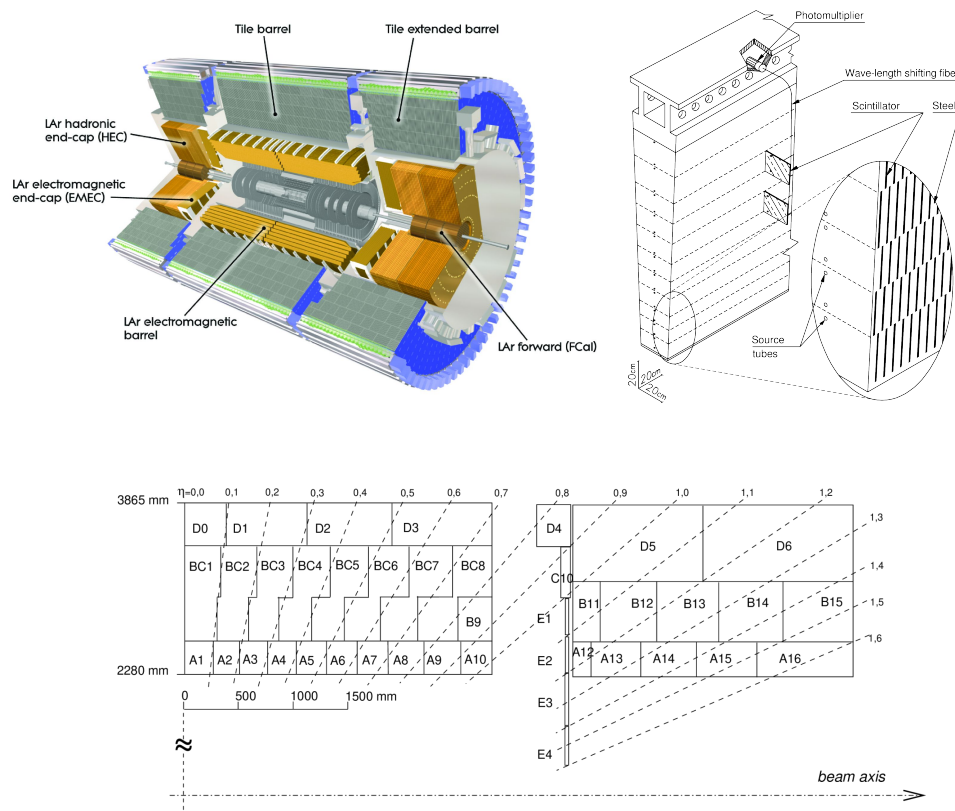 Tile barrel
Tile extended barrel
LAr hadronic
end-cap (HEC)
LAr electromagnetic
end-cap (EMEC)
LAr electromagnetic
barrel
LAr forward (FCal)
Photomultiplier
Wave-length shifting fibe
Scintillator
Steel
Source
tubes
20cm
20cm
20cm
3865 mm
η=0,0
0,1
0,2
0,3
0,4
0,5
0,6
0,7
0,8
0,9
1,0
1,1
1,2
1,3
1,4
1,5
1,6
D0
D1
D2
D3
D4
D5
D6
BC1
BC2
BC3
BC4
BC5
BC6
BC7
BC8
C10
B9
E1
B11
B12
B13
B14
B15
2280 mm
A1
A2
A3
A4
A5
A6
A7
A8
A9
A10
E2
A12
A13
A14
A15
A16
0
500
1000
1500 mm
E3
E4
beam axis